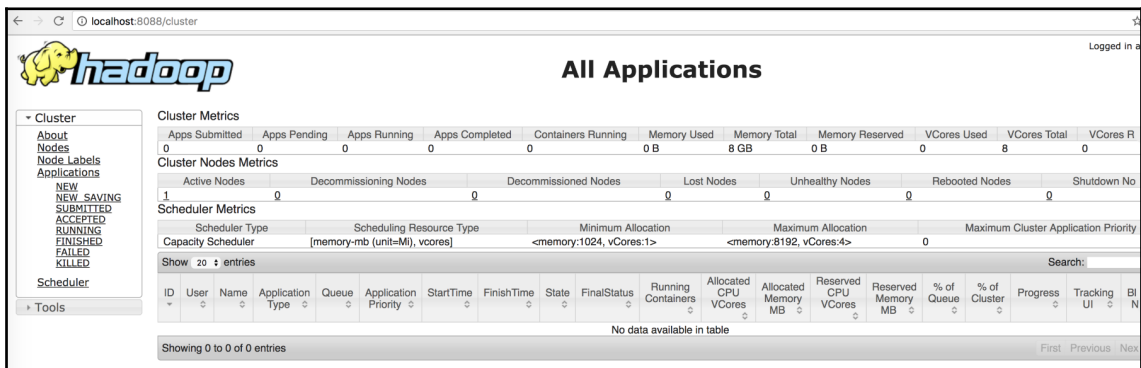 localhost:8088/cluster
hadoop
All Applications
Logged in a
Cluster
About
Nodes
Node Labels
Applications
NEW
NEW_SAVING
SUBMITTED
ACCEPTED
RUNNING
FINISHED
FAILED
KILLED
Scheduler
Tools
Cluster Metrics
Apps Submitted Apps Pending Apps Running Apps Completed Containers Running Memory Used Memory Total Memory Reserved VCores Used VCores Total VCores R
0 0 0 0 0 0 B 8 GB 0 B 0 8 0
Cluster Nodes Metrics
Active Nodes Decommissioning Nodes Decommissioned Nodes Lost Nodes Unhealthy Nodes Rebooted Nodes Shutdown No
1 0 0 0 0 0 0
Scheduler Metrics
Scheduler Type Scheduling Resource Type Minimum Allocation Maximum Allocation Maximum Cluster Application Priority
Capacity Scheduler [memory-mb (unit=Mi), vcores] <memory:1024, vCores:1> <memory:8192, vCores:4> 0
Show 20 entries Search:
ID User Name Application Type Queue Application Priority StartTime FinishTime State FinalStatus Running Containers Allocated CPU VCores Allocated Memory MB Reserved CPU VCores Reserved Memory MB % of Queue % of Cluster Progress Tracking UI Bl N
No data available in table
Showing 0 to 0 of 0 entries First Previous Nex